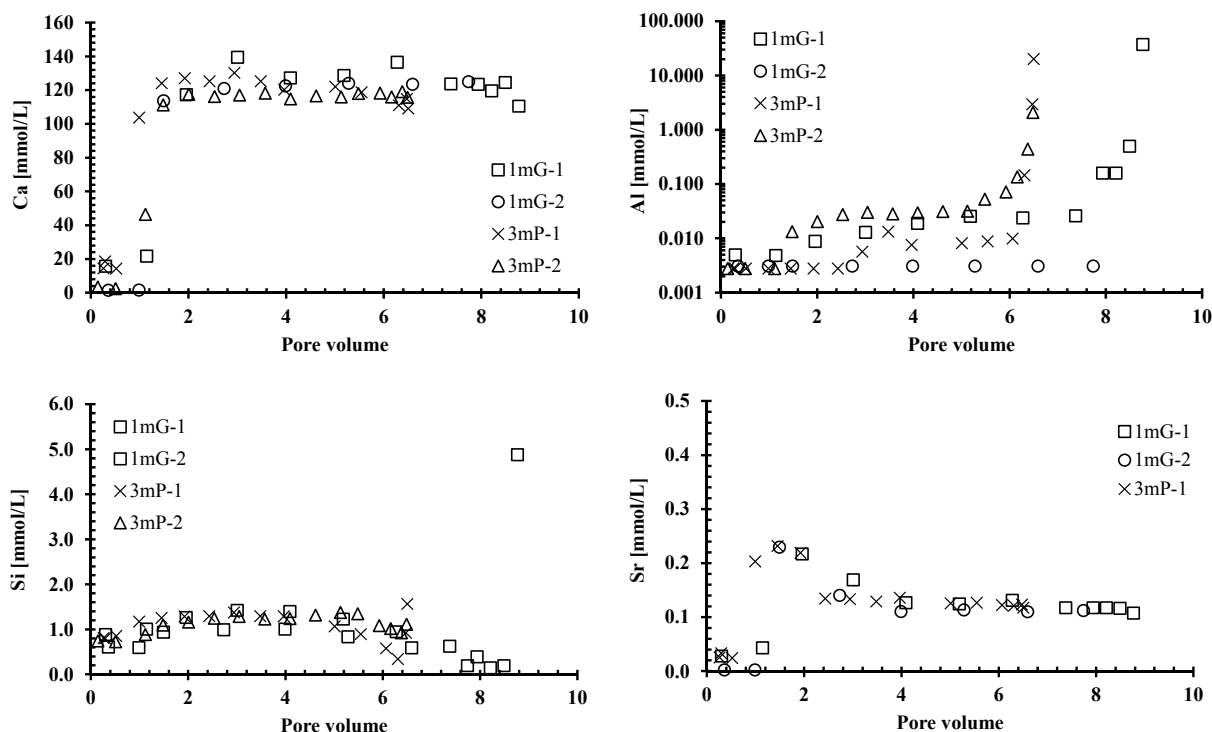 160
140
120
100
80
60
40
20
0
Ca [mmol/L]
1mG-1
1mG-2
3mP-1
3mP-2
0 2 4 6 8 10
Pore volume
100.000
10.000
1.000
0.100
0.010
0.001
Al [mmol/L]
1mG-1
1mG-2
3mP-1
3mP-2
0 2 4 6 8 10
Pore volume
6.0
5.0
4.0
3.0
2.0
1.0
0.0
Si [mmol/L]
1mG-1
1mG-2
3mP-1
3mP-2
0 2 4 6 8 10
Pore volume
0.5
0.4
0.3
0.2
0.1
0.0
Sr [mmol/L]
1mG-1
1mG-2
3mP-1
0 2 4 6 8 10
Pore volume